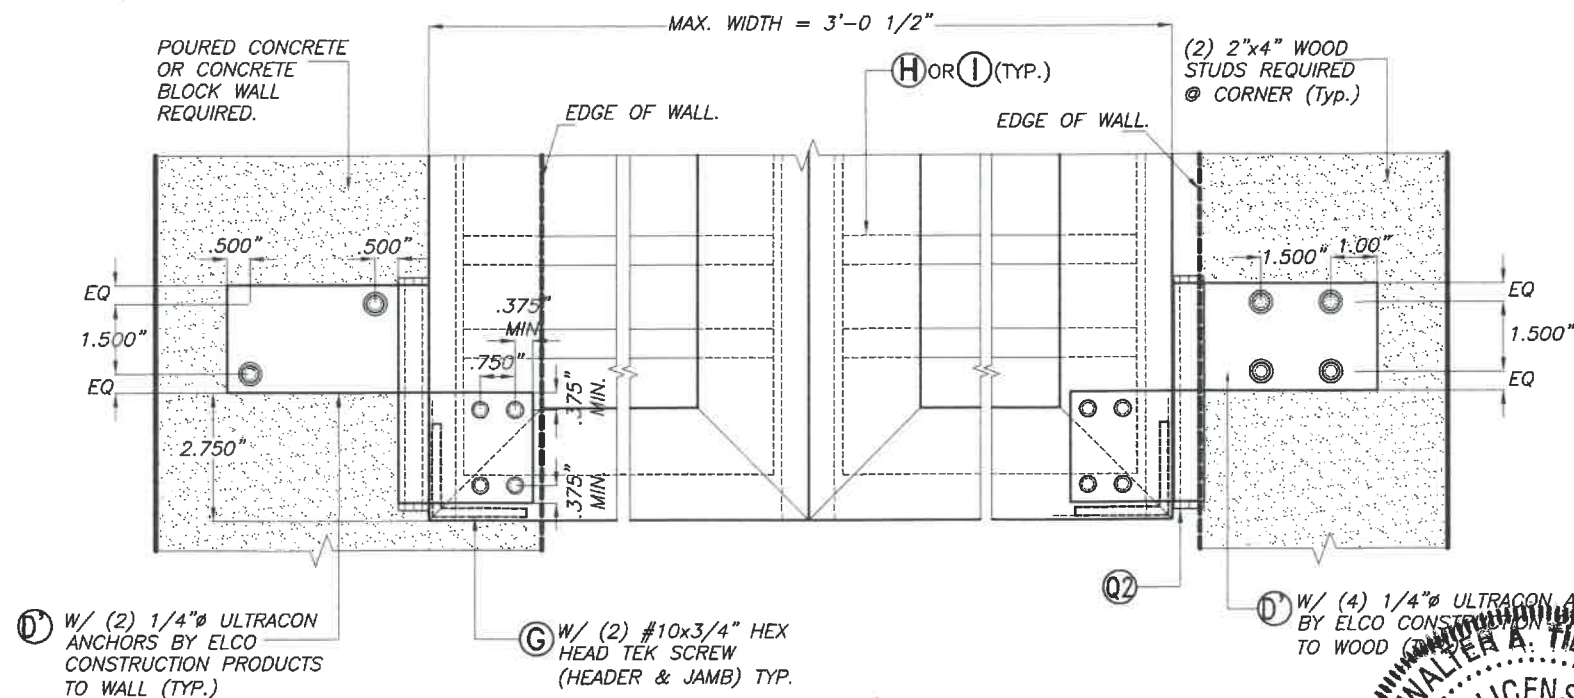 MAX. WIDTH = 3'-0 1/2"
POURED CONCRETE
OR CONCRETE
BLOCK WALL
REQUIRED.
H OR I (TYP.)
(2) 2"x4" WOOD
STUDS REQUIRED
@ CORNER (Typ.)
EDGE OF WALL.
EDGE OF WALL.
.500"
.500"
1.500"
1.00"
EQ
1.500"
EQ
.375"
MIN
.750"
.375"
MIN.
.375"
MIN.
2.750"
EQ
1.500"
EQ
Q2
D' W/ (2) 1/4"ø ULTRACON
ANCHORS BY ELCO
CONSTRUCTION PRODUCTS
TO WALL (TYP.)
G W/ (2) #10x3/4" HEX
HEAD TEK SCREW
(HEADER & JAMB) TYP.
D' W/ (4) 1/4"ø ULTRACON
BY ELCO CONSTRUCTION
TO WOOD
WALTER A.
LICENS